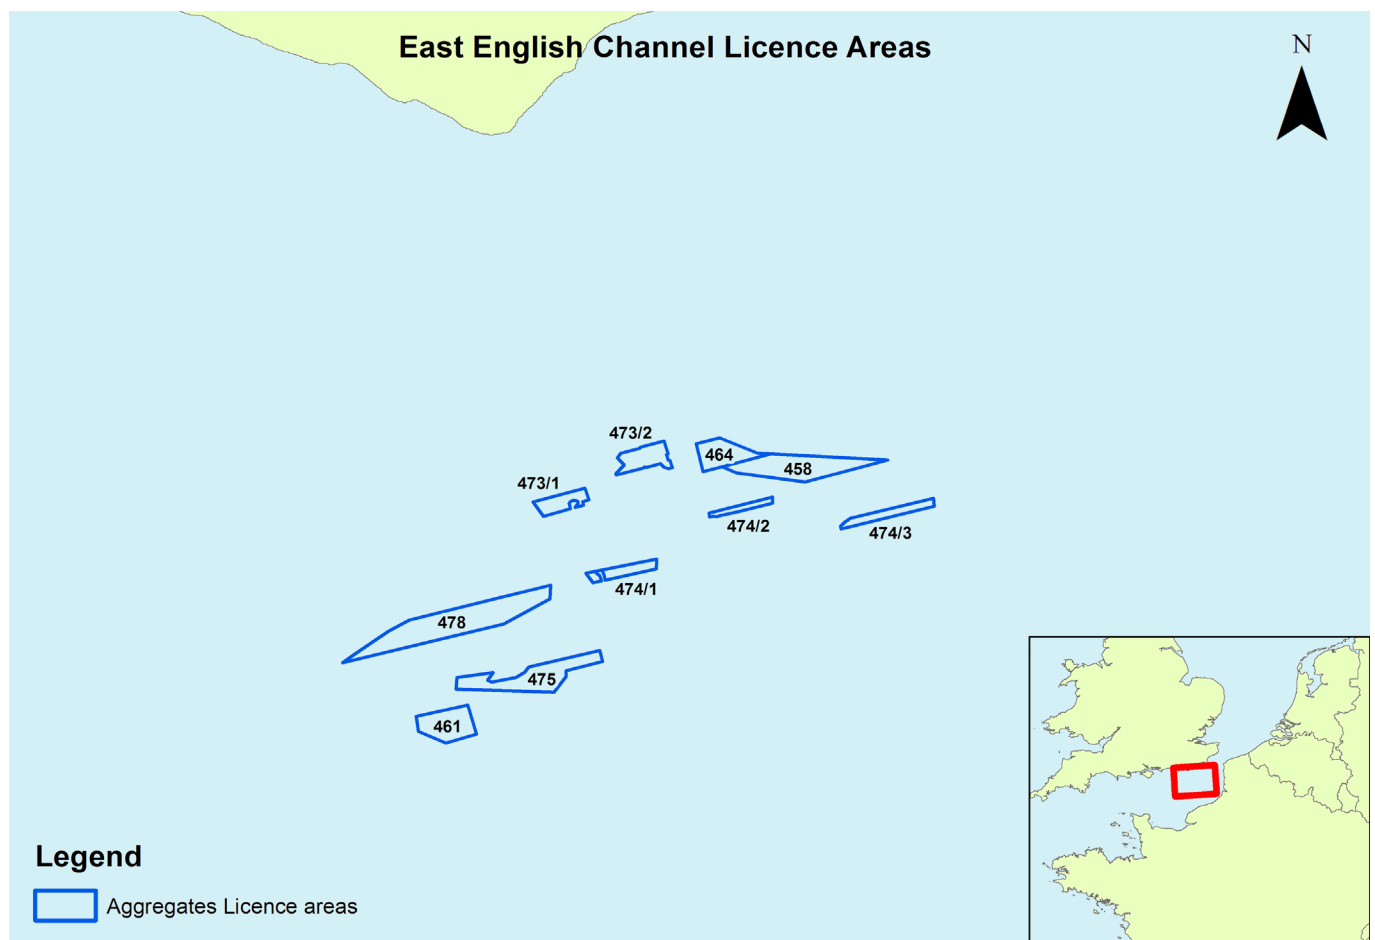 East English Channel Licence Areas
N
473/2
464
458
473/1
474/2
474/3
474/1
478
475
461
Legend
Aggregates Licence areas